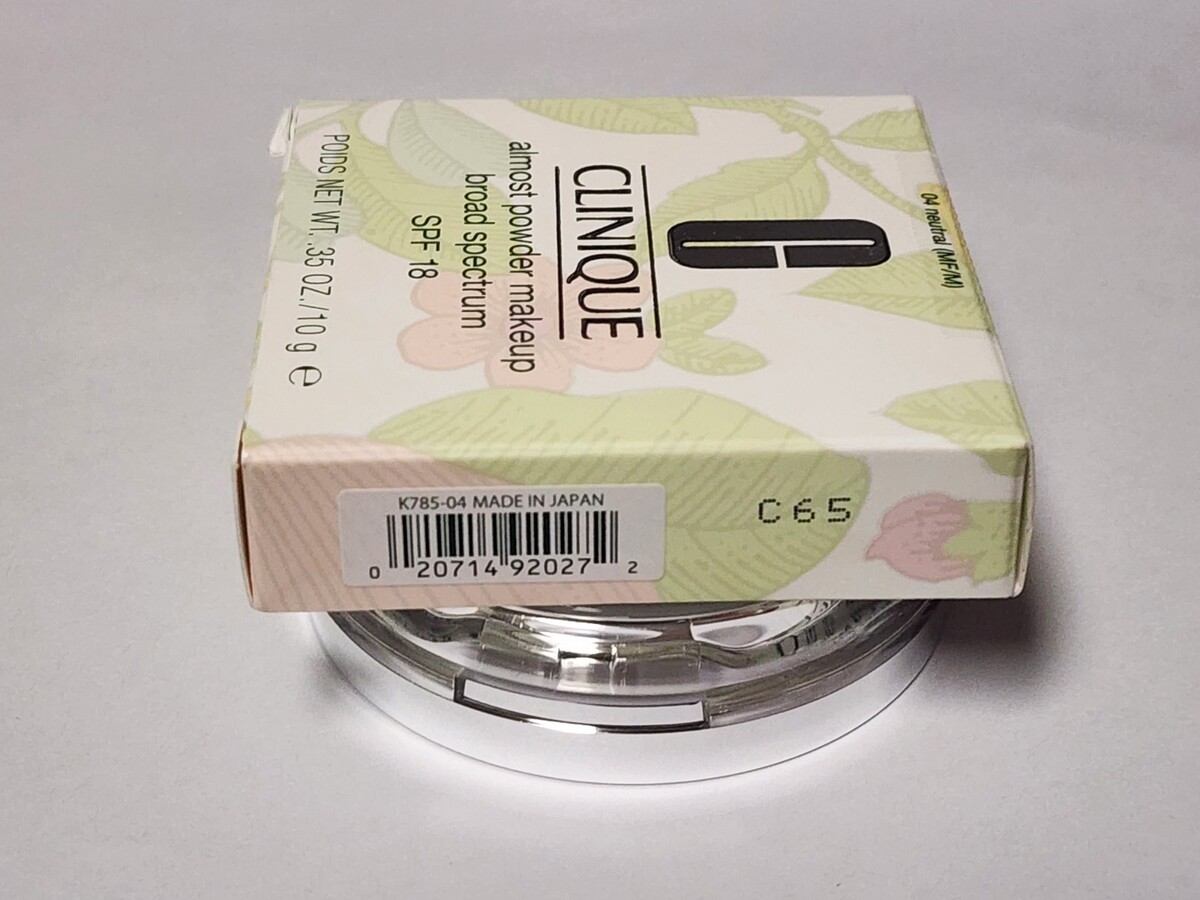 04 neutral (MF/M)
C
CLINIQUE
almost powder makeup
broad spectrum
SPF 18
POIDS NET WT. .35 OZ./10 g ℮
K785-04 MADE IN JAPAN
0 20714 92027 2
C65